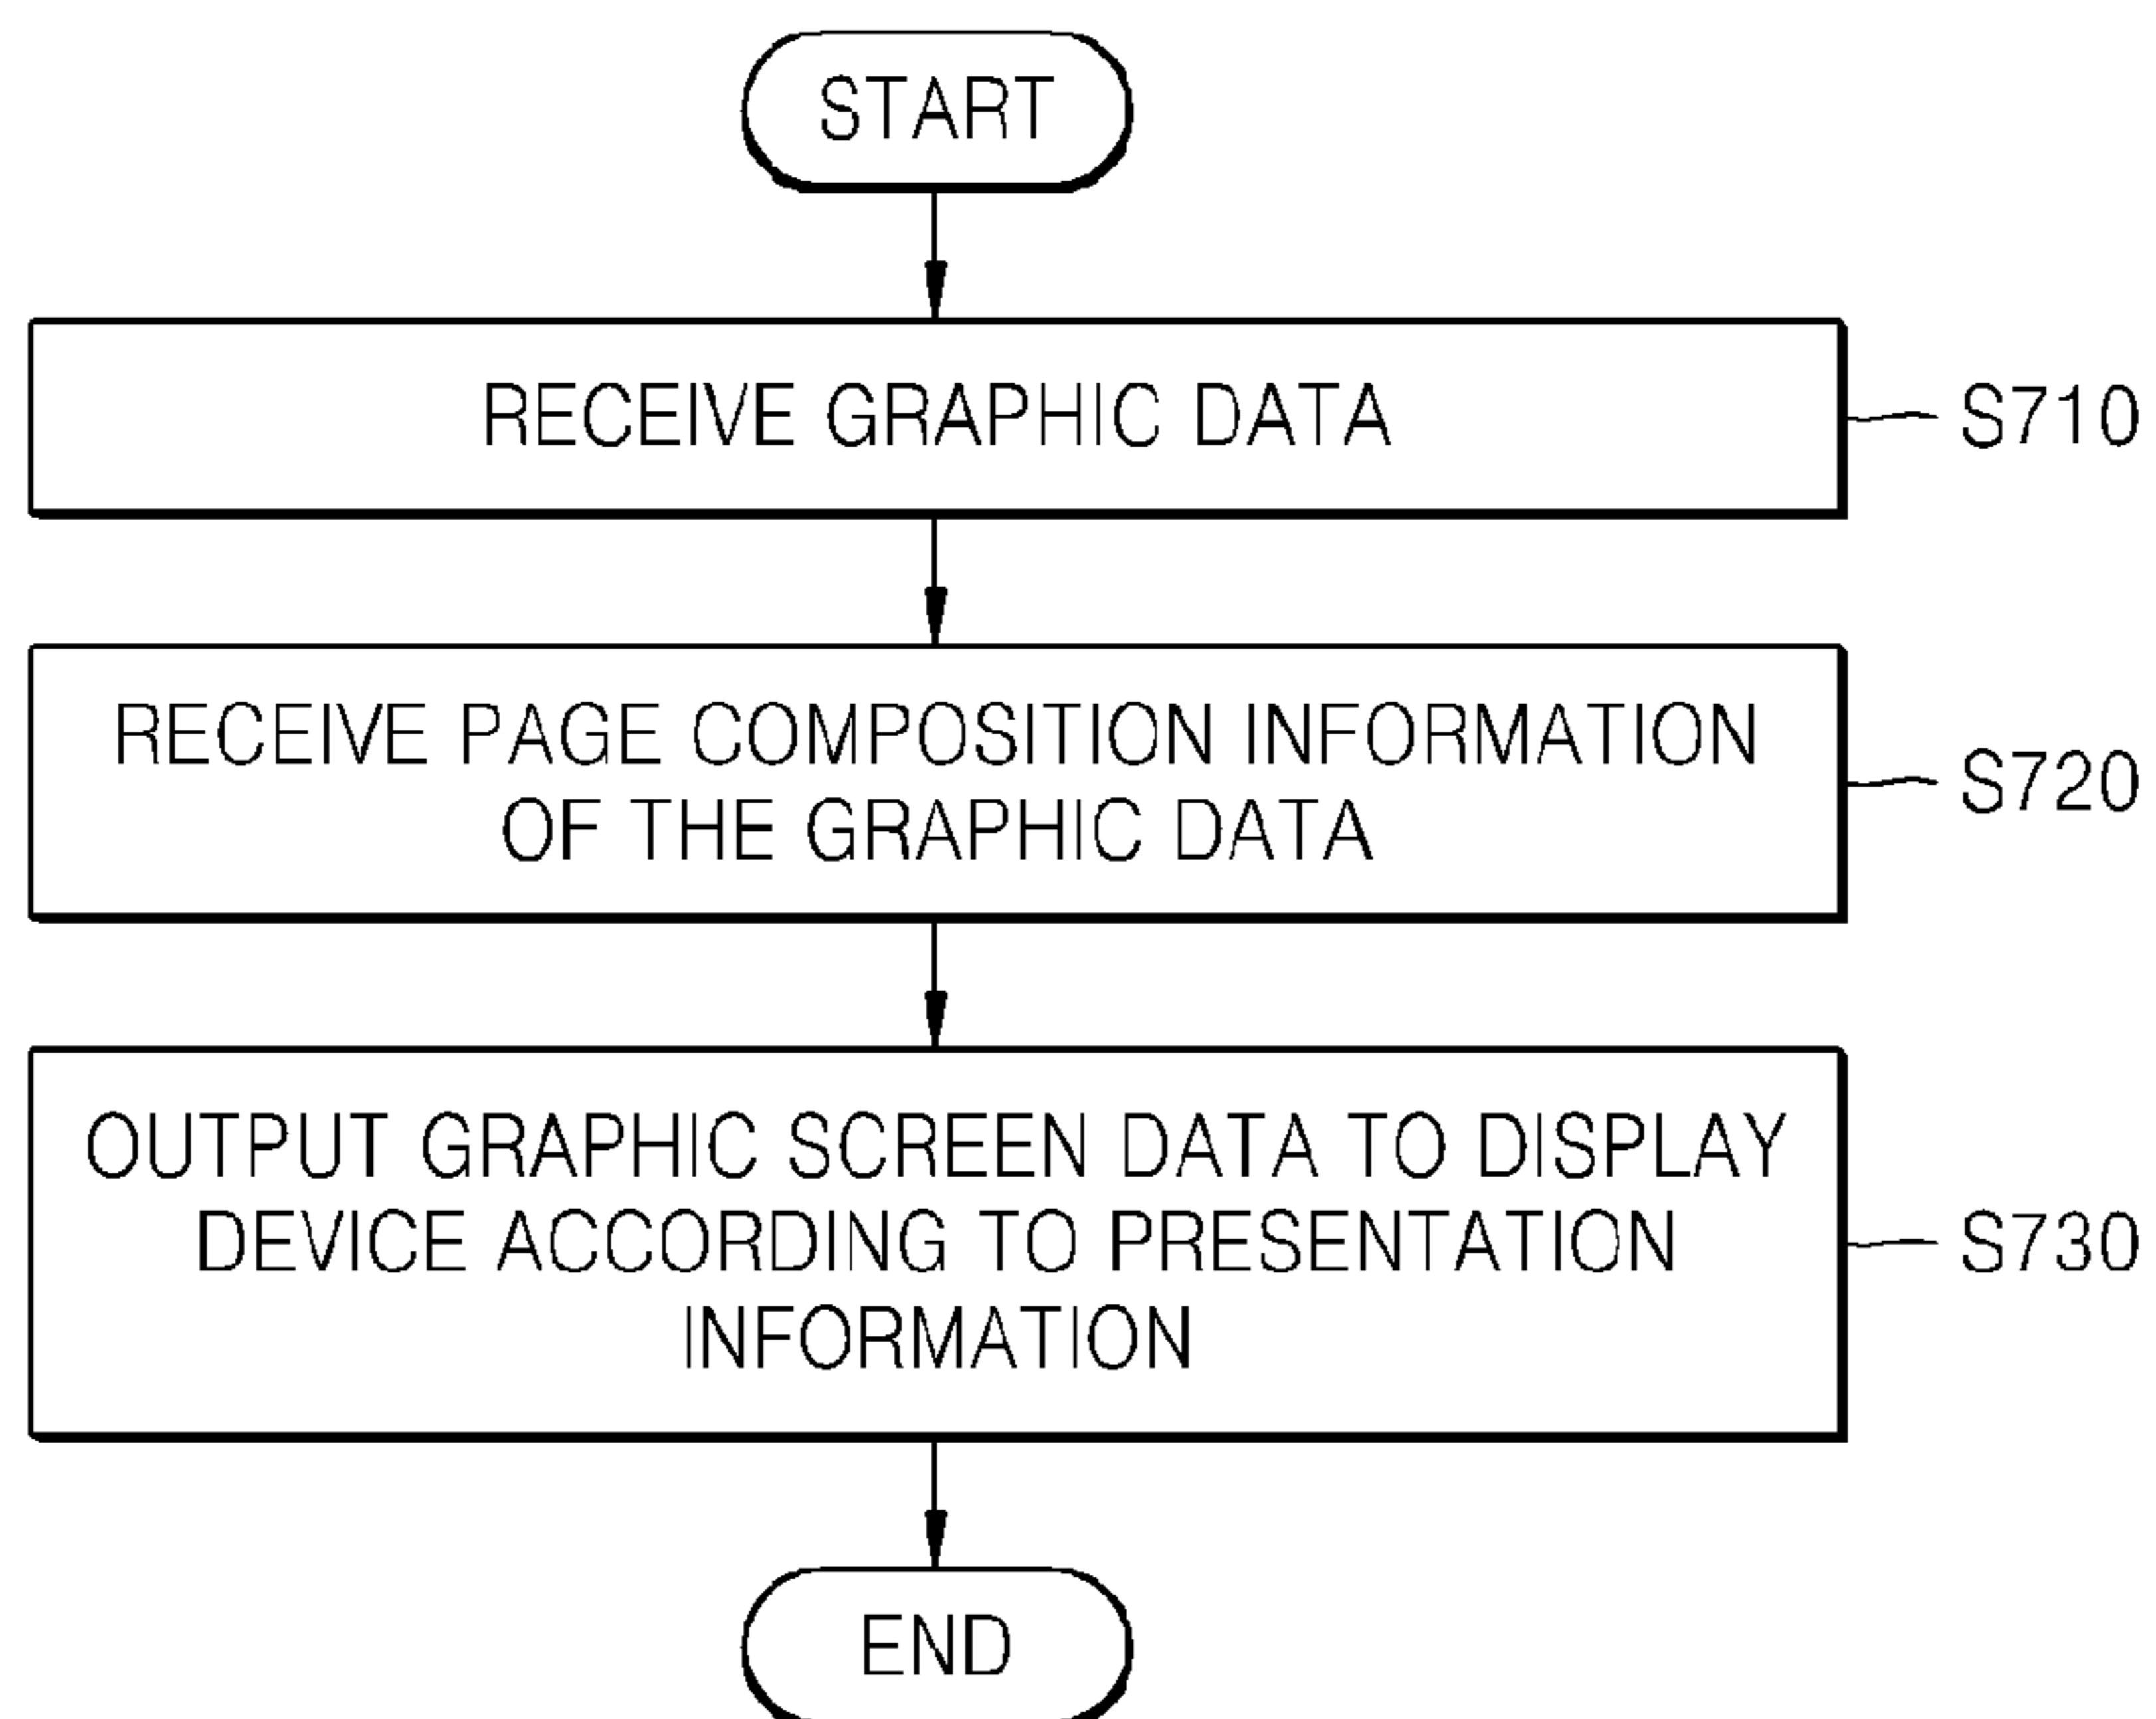 START
RECEIVE GRAPHIC DATA
S710
RECEIVE PAGE COMPOSITION INFORMATION
OF THE GRAPHIC DATA
S720
OUTPUT GRAPHIC SCREEN DATA TO DISPLAY
DEVICE ACCORDING TO PRESENTATION
INFORMATION
S730
END